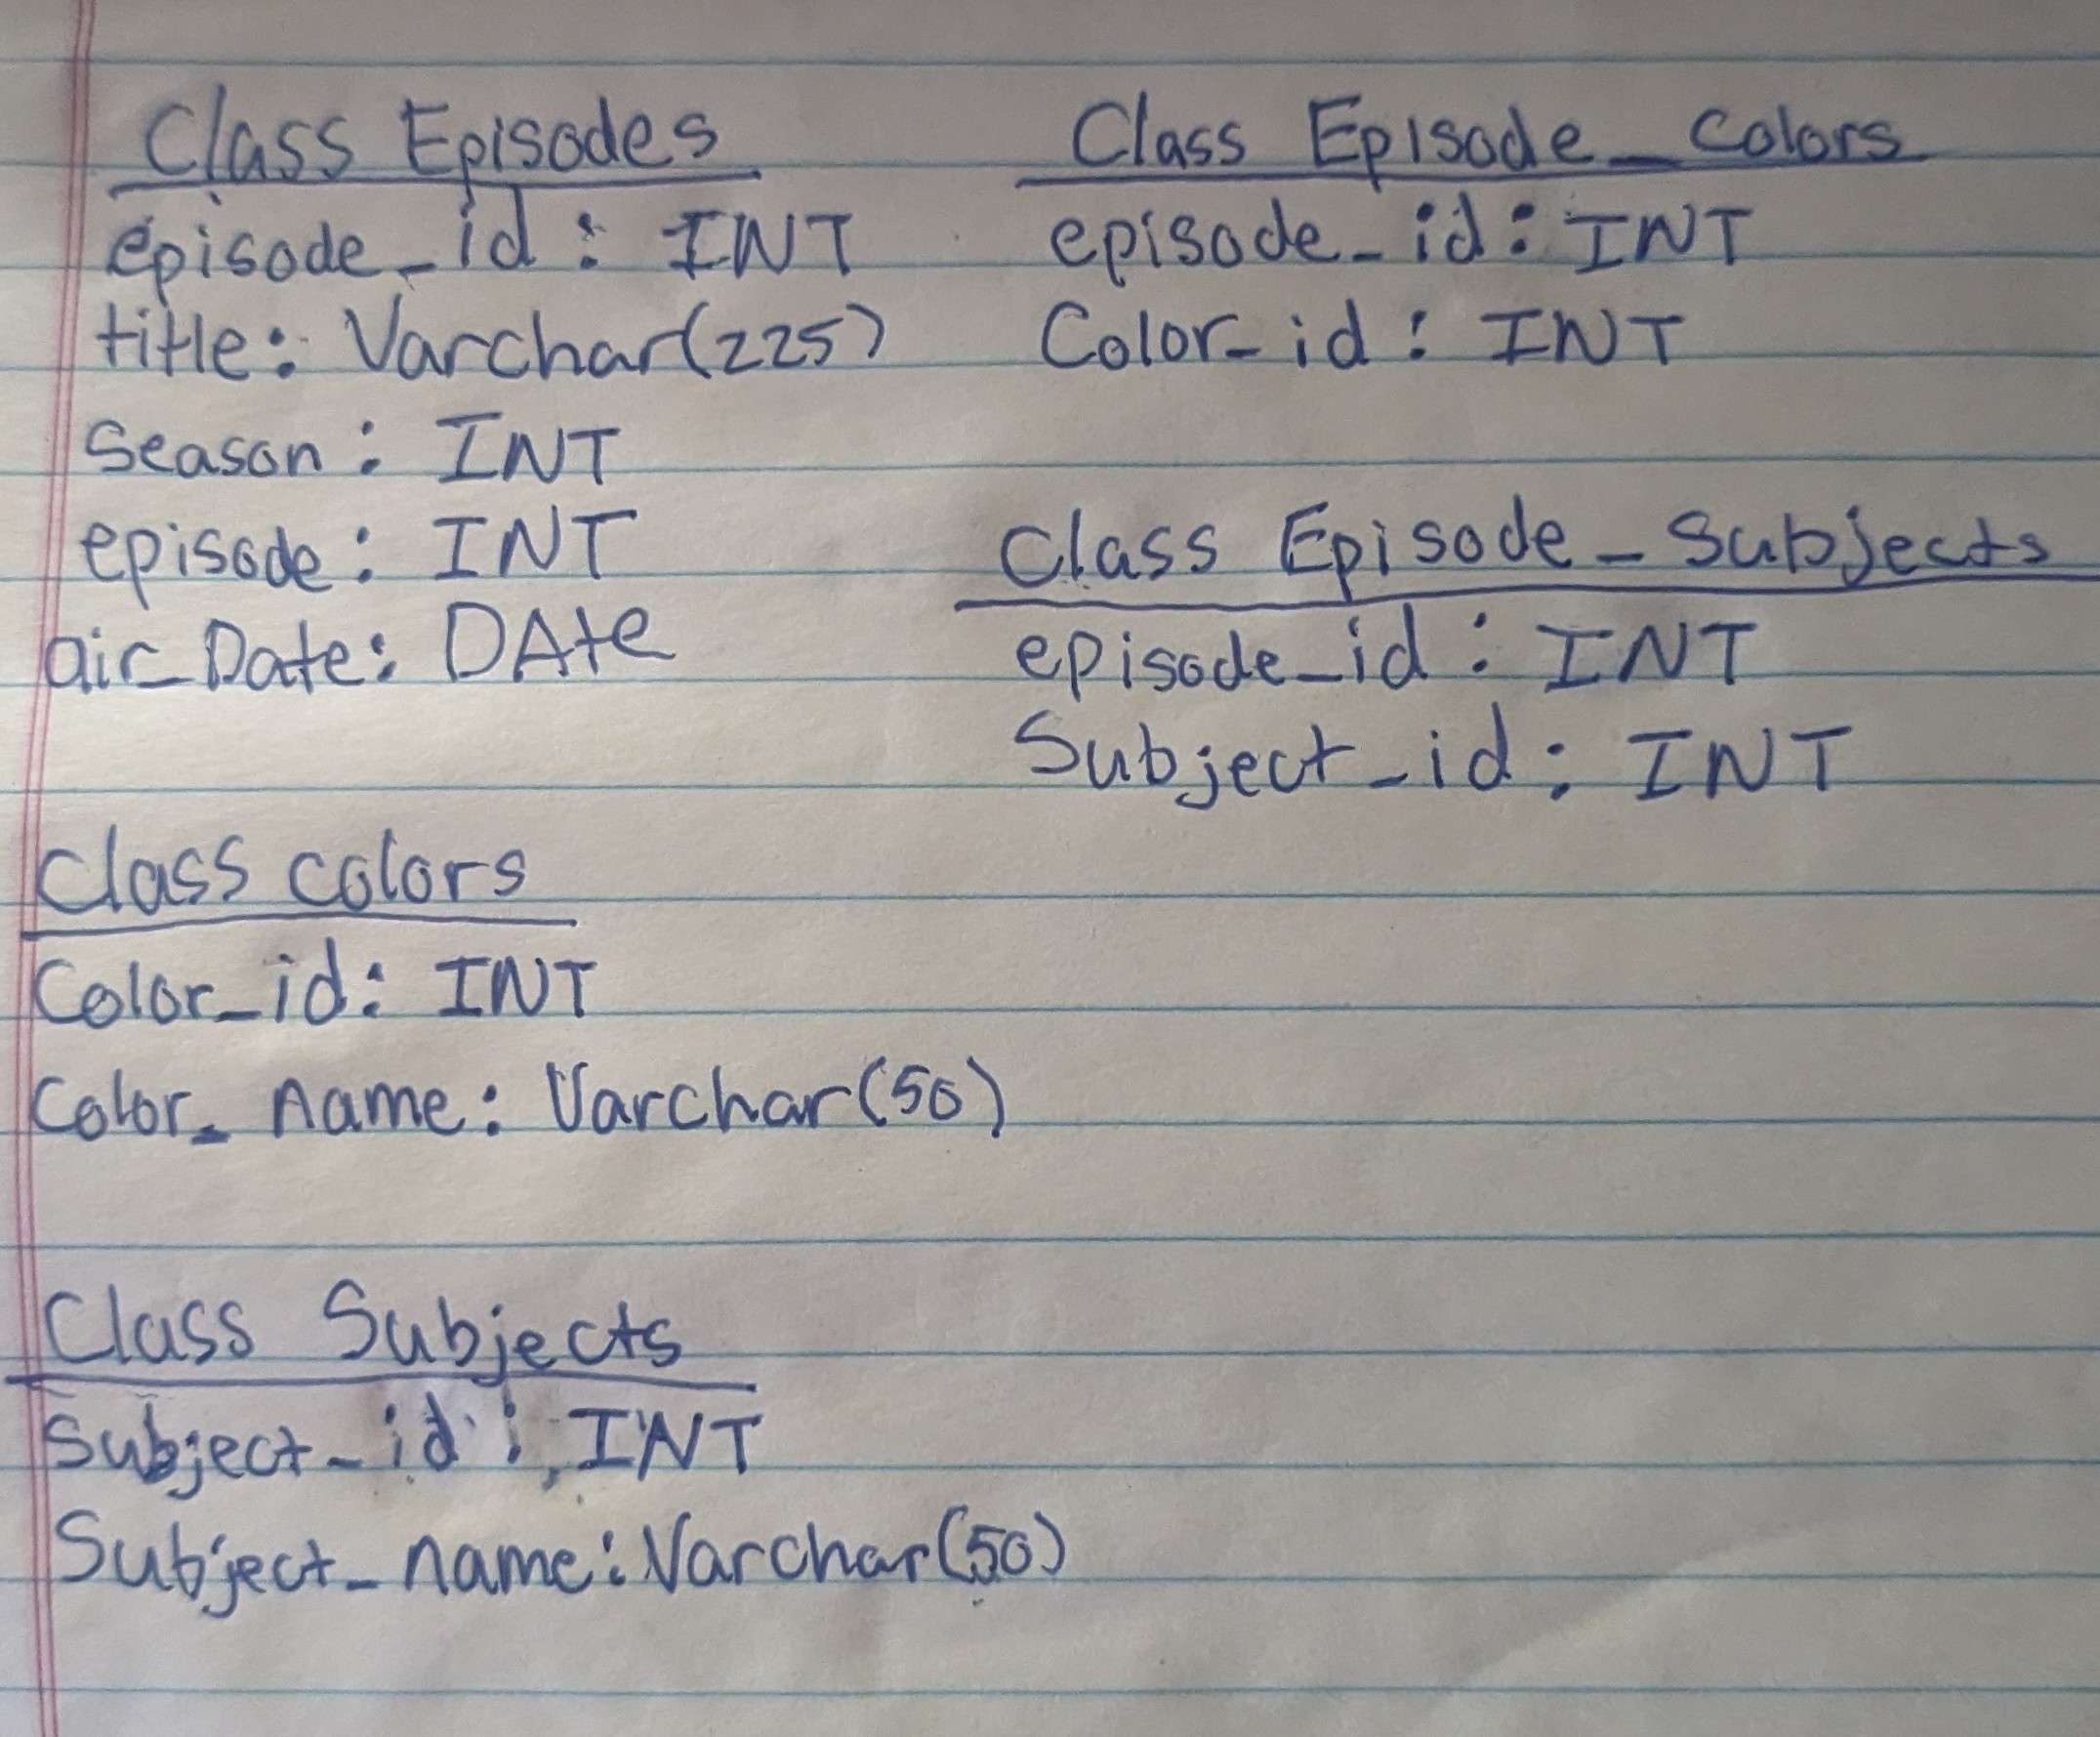 Class Episodes
episode_id : INT
title: Varchar(225)
Season : INT
episode : INT
air_Date: DAte
Class colors
Color_id: INT
Color_name: Varchar(50)
Class Subjects
Subject_id : INT
Subject_name: Varchar(50)
Class Episode_colors
episode_id : INT
Color_id : INT
Class Episode_Subjects
episode_id : INT
Subject_id : INT